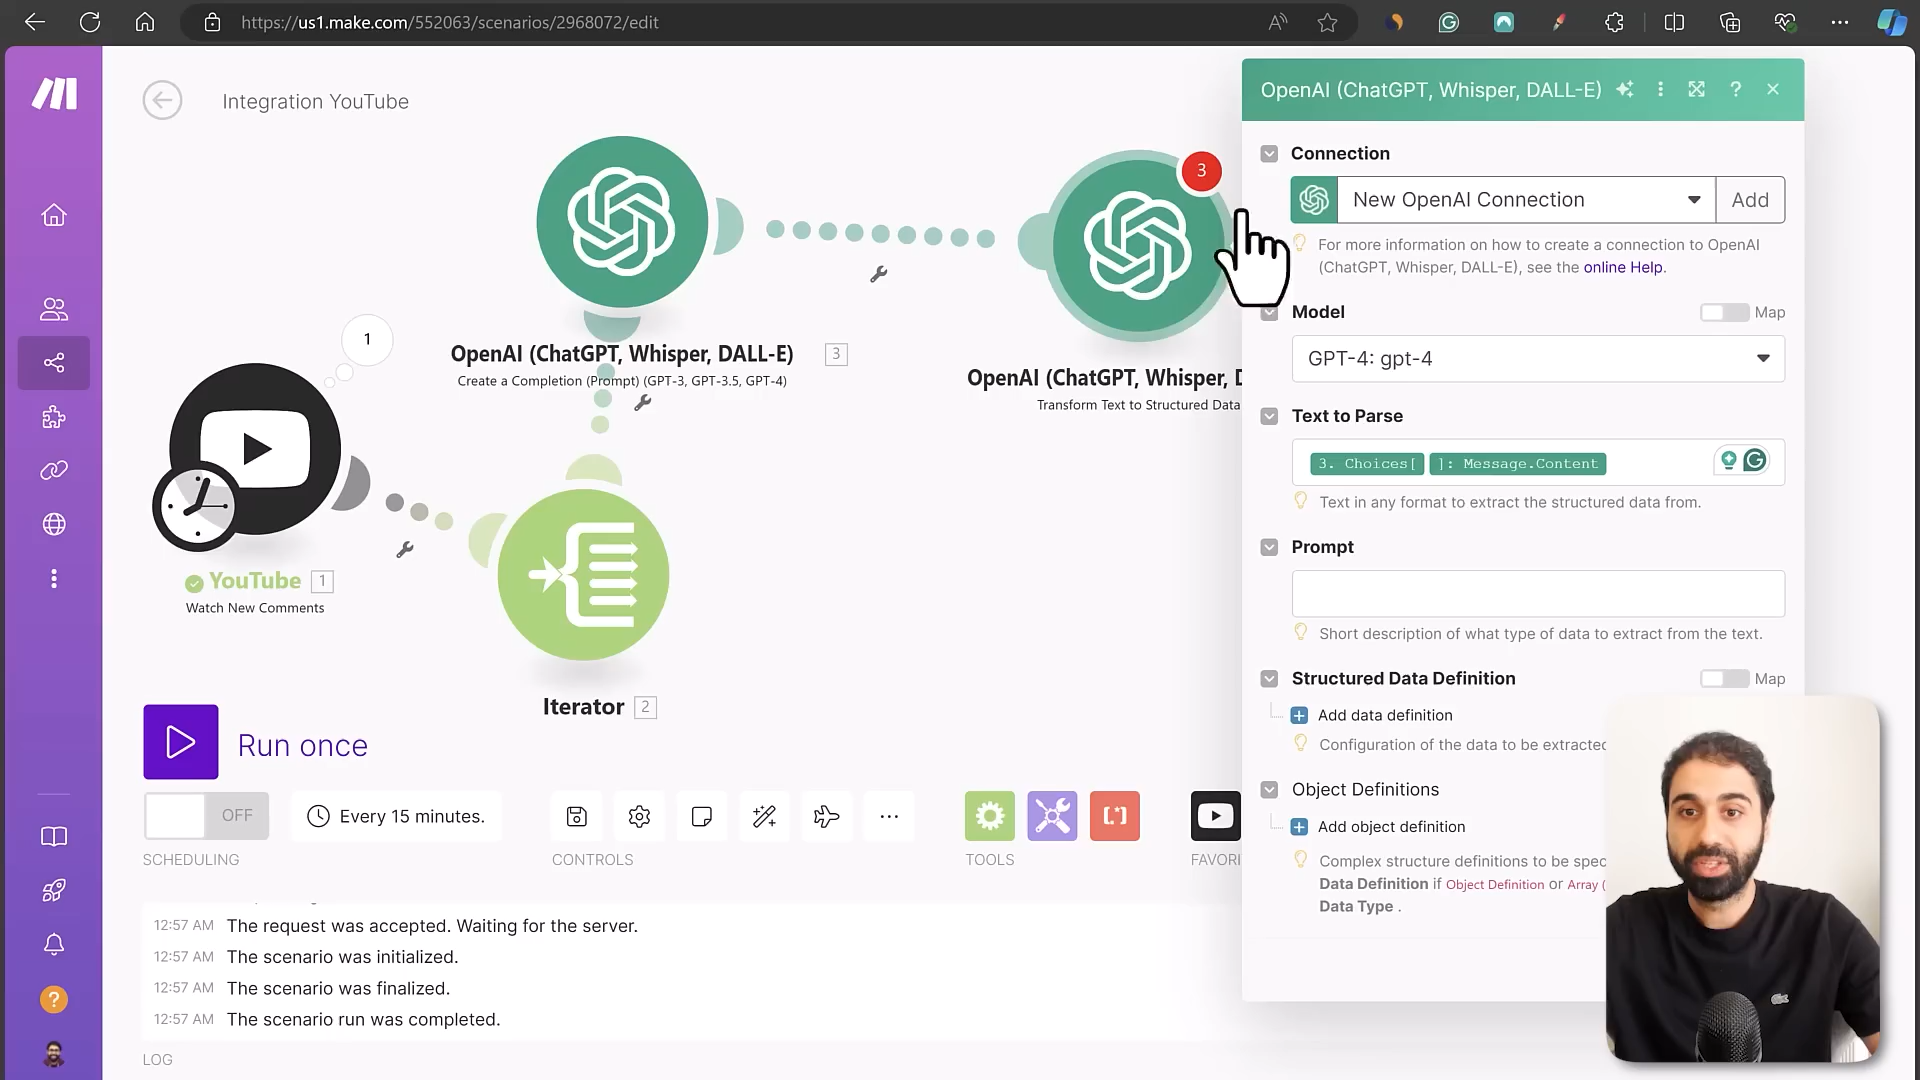 https://us1.make.com/552063/scenarios/2968072/edit
Integration YouTube
3
OpenAI (ChatGPT, Whisper, DALL-E) 3
Create a Completion (Prompt) (GPT-3, GPT-3.5, GPT-4)
OpenAI (ChatGPT, Whisper, D
Transform Text to Structured Data
1
YouTube 1
Watch New Comments
Iterator 2
Run once
OFF
Every 15 minutes.
SCHEDULING
CONTROLS
TOOLS
FAVORI
12:57 AM The request was accepted. Waiting for the server.
12:57 AM The scenario was initialized.
12:57 AM The scenario was finalized.
12:57 AM The scenario run was completed.
LOG
?
OpenAI (ChatGPT, Whisper, DALL-E) ?
Connection
New OpenAI Connection Add
For more information on how to create a connection to OpenAI
(ChatGPT, Whisper, DALL-E), see the online Help.
Model Map
GPT-4: gpt-4
Text to Parse
3. Choices[ ]: Message.Content
Text in any format to extract the structured data from.
Prompt
Short description of what type of data to extract from the text.
Structured Data Definition Map
Add data definition
Configuration of the data to be extracted
Object Definitions
Add object definition
Complex structure definitions to be spec
Data Definition if Object Definition or Array (
Data Type .